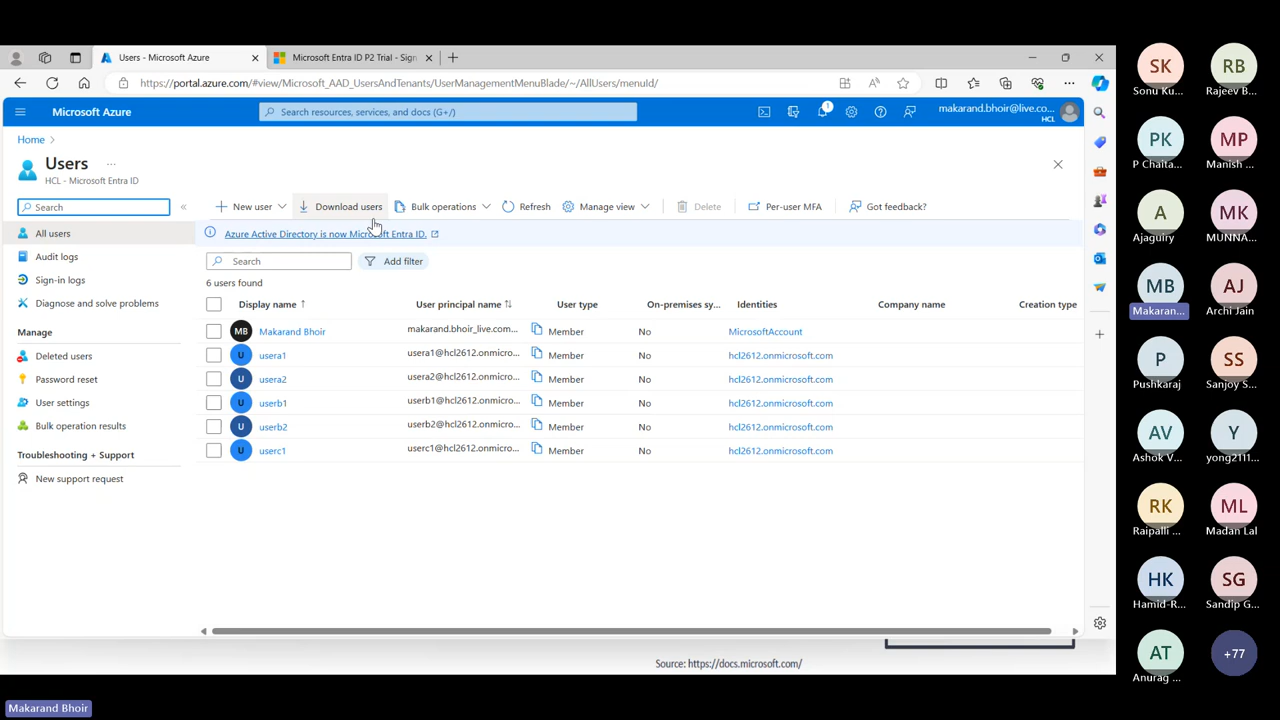 Users - Microsoft Azure
Microsoft Entra ID P2 Trial - Sign
https://portal.azure.com/#view/Microsoft_AAD_UsersAndTenants/UserManagementMenuBlade/~/AllUsers/menuId/
Microsoft Azure
Search resources, services, and docs (G+/)
1
makarand.bhoir@live.co...
HCL
Home >
Users ...
HCL - Microsoft Entra ID
Search
New user
Download users
Bulk operations
Refresh
Manage view
Delete
Per-user MFA
Got feedback?
All users
Audit logs
Sign-in logs
Diagnose and solve problems
Manage
Deleted users
Password reset
User settings
Bulk operation results
Troubleshooting + Support
New support request
Azure Active Directory is now Microsoft Entra ID.
Search
Add filter
6 users found
Display name ↑ User principal name ↑↓ User type On-premises sy... Identities Company name Creation type
MB Makarand Bhoir makarand.bhoir_live.com... Member No MicrosoftAccount
U usera1 usera1@hcl2612.onmicro... Member No hcl2612.onmicrosoft.com
U usera2 usera2@hcl2612.onmicro... Member No hcl2612.onmicrosoft.com
U userb1 userb1@hcl2612.onmicro... Member No hcl2612.onmicrosoft.com
U userb2 userb2@hcl2612.onmicro... Member No hcl2612.onmicrosoft.com
U userc1 userc1@hcl2612.onmicro... Member No hcl2612.onmicrosoft.com
Source: https://docs.microsoft.com/
Makarand Bhoir
SK
Sonu Ku...
RB
Rajeev B...
PK
P Chaita...
MP
Manish ...
A
Ajaguiry
MK
MUNNA...
MB
Makaran...
AJ
Archi Jain
P
Pushkaraj
SS
Sanjoy S...
AV
Ashok V...
Y
yong2111...
RK
Raipalli ...
ML
Madan Lal
HK
Hamid-R...
SG
Sandip G...
AT
Anurag ...
+77